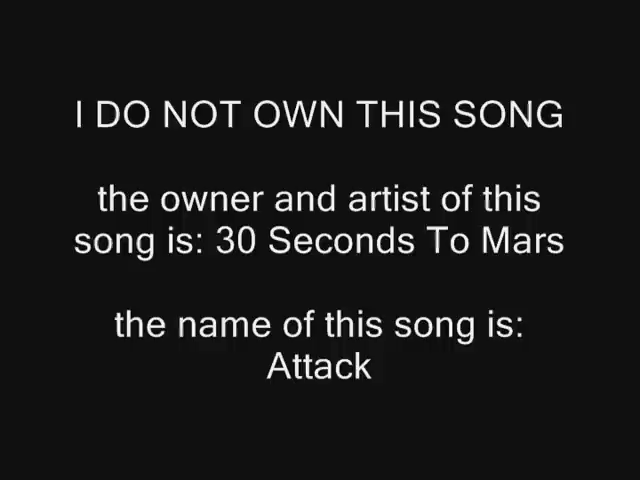 I DO NOT OWN THIS SONG
the owner and artist of this
song is: 30 Seconds To Mars
the name of this song is:
Attack